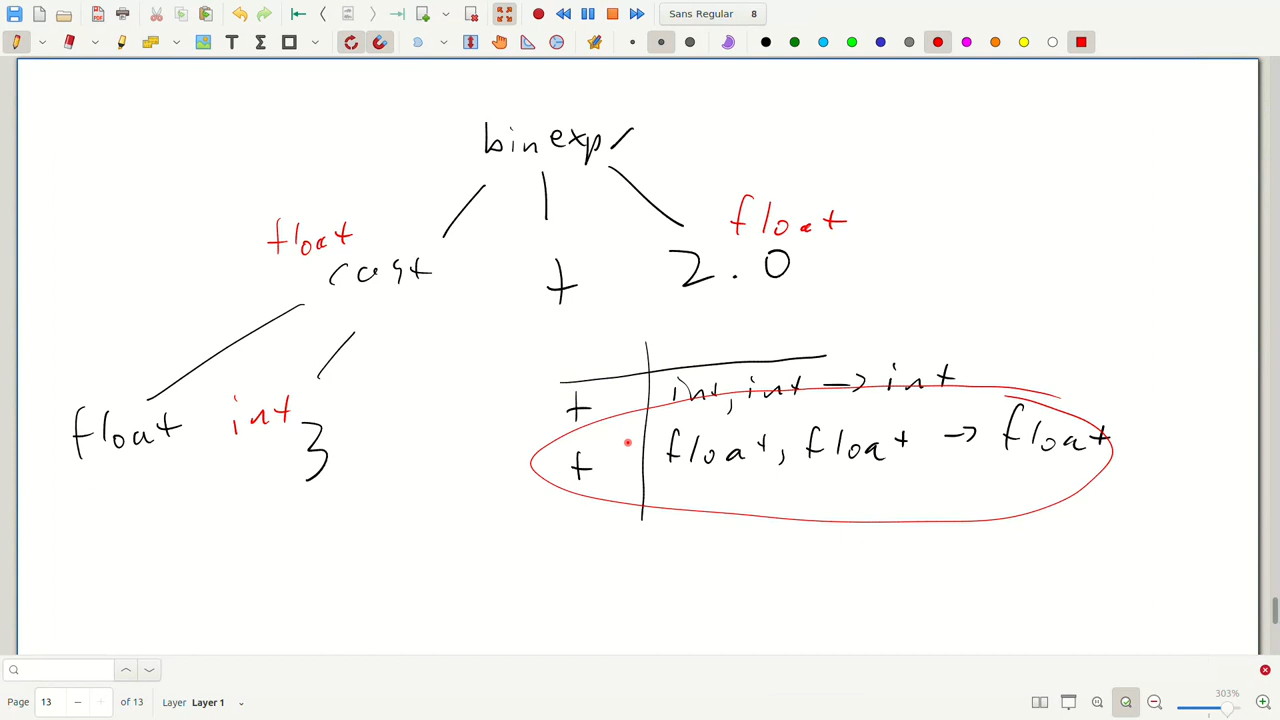 Sans Regular 8
binexpr
float
float
cast + 2.0
+ int, int → int
float int 3
+ float, float → float
Page 13 of 13 Layer Layer 1
303%